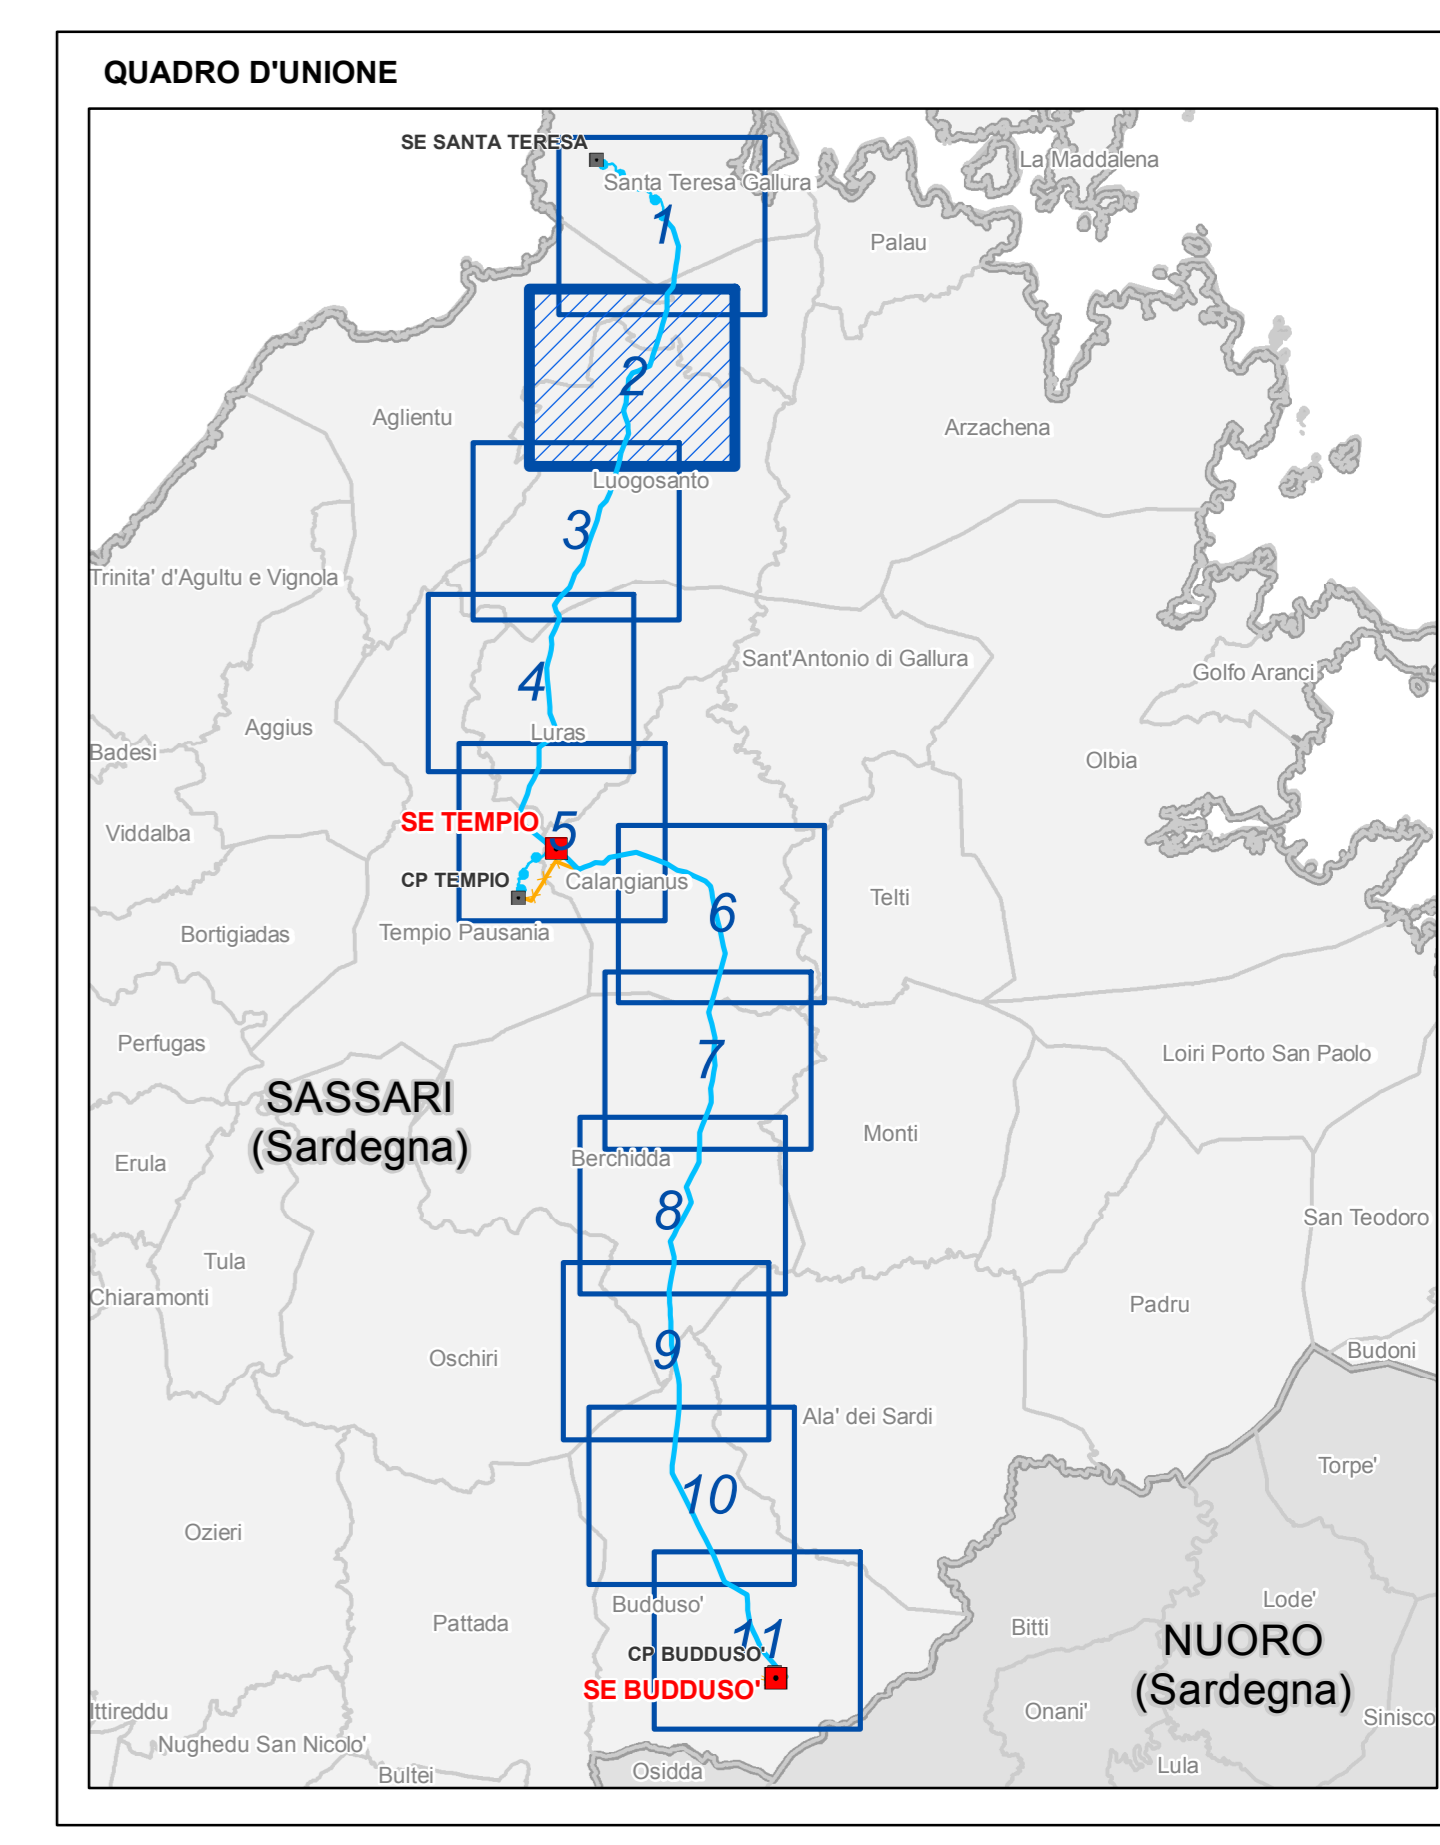 QUADRO D'UNIONE
SE SANTA TERESA
La Maddalena
Santa Teresa Gallura
1
Palau
2
Aglientu
Arzachena
Luogosanto
3
Trinita' d'Agultu e Vignola
Sant'Antonio di Gallura
Golfo Aranci
4
Aggius
Luras
Badesi
Olbia
SE TEMPIO
5
Viddalba
CP TEMPIO
Calangianus
Telti
6
Bortigiadas
Tempio Pausania
Perfugas
7
Loiri Porto San Paolo
SASSARI
(Sardegna)
Monti
Erula
Berchidda
8
San Teodoro
Tula
Chiaramonti
Padru
9
Oschiri
Budoni
Ala' dei Sardi
Torpe'
10
Ozieri
Lode'
Budduso'
Pattada
Bitti
11
NUORO
(Sardegna)
CP BUDDUSO'
SE BUDDUSO'
Ittireddu
Onani'
Sinisco
Nughedu San Nicolo'
Lula
Bultei
Osidda